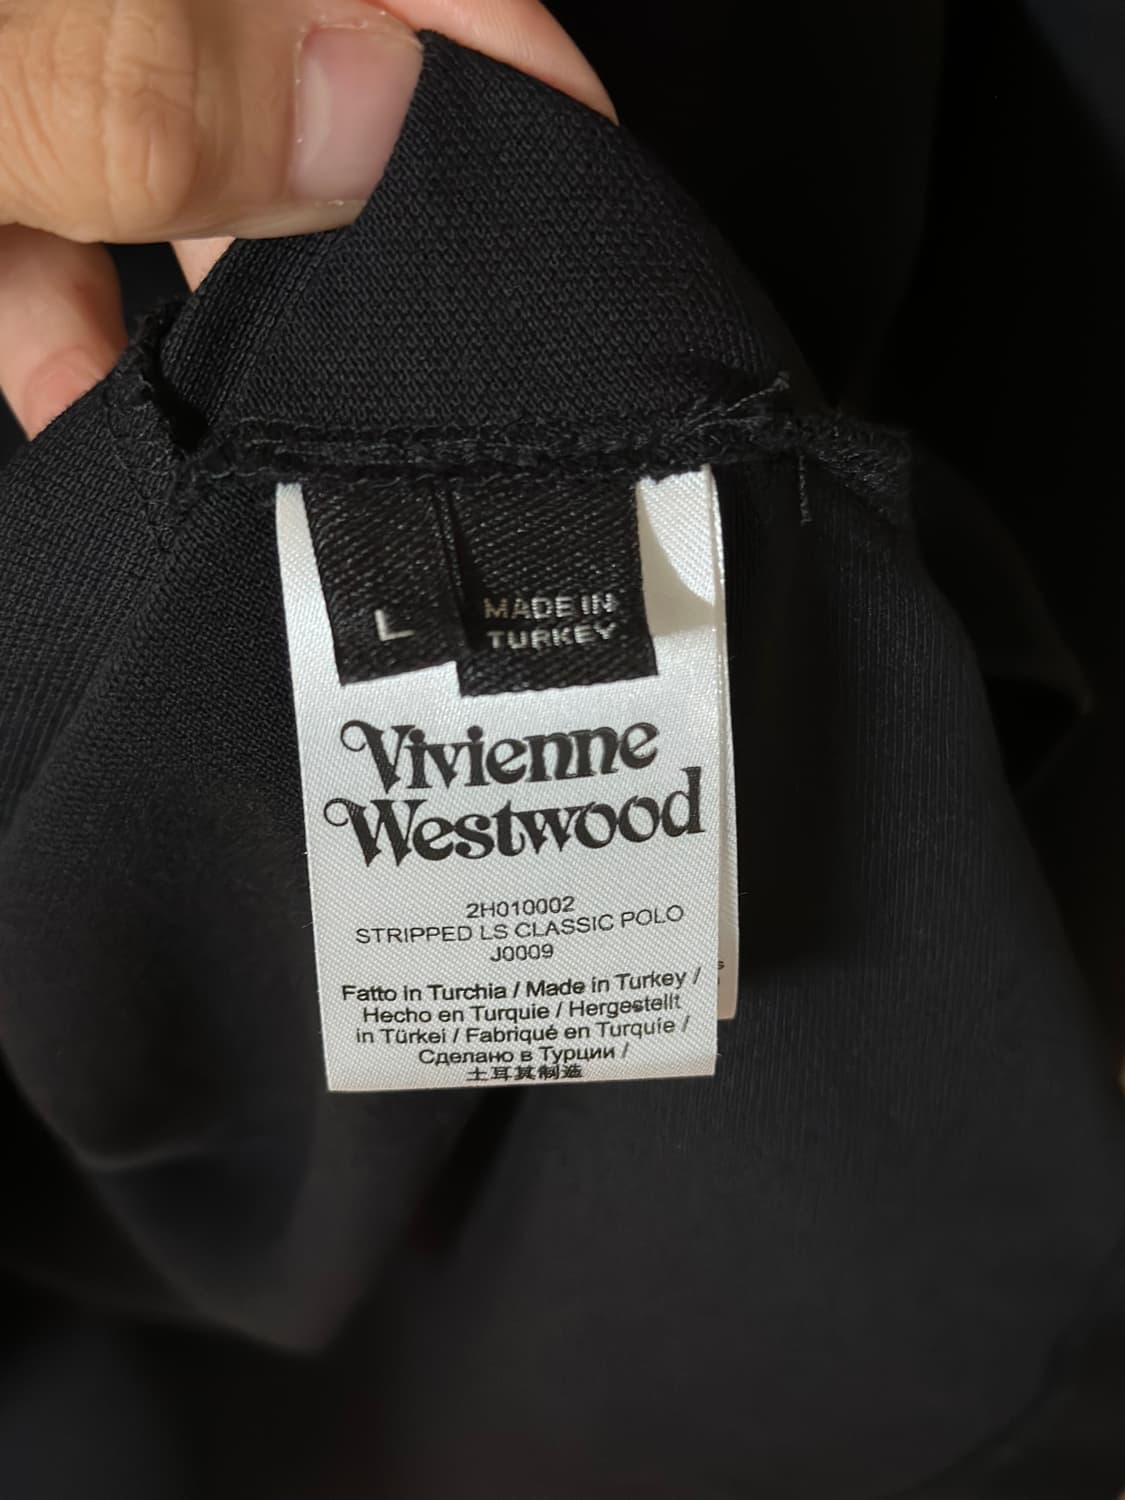 L
MADE IN
TURKEY
Vivienne
Westwood
2H010002
STRIPPED LS CLASSIC POLO
J0009
Fatto in Turchia / Made in Turkey /
Hecho en Turquie / Hergestellt
in Türkei / Fabriqué en Turquie /
Сделано в Турции /
土耳其制造